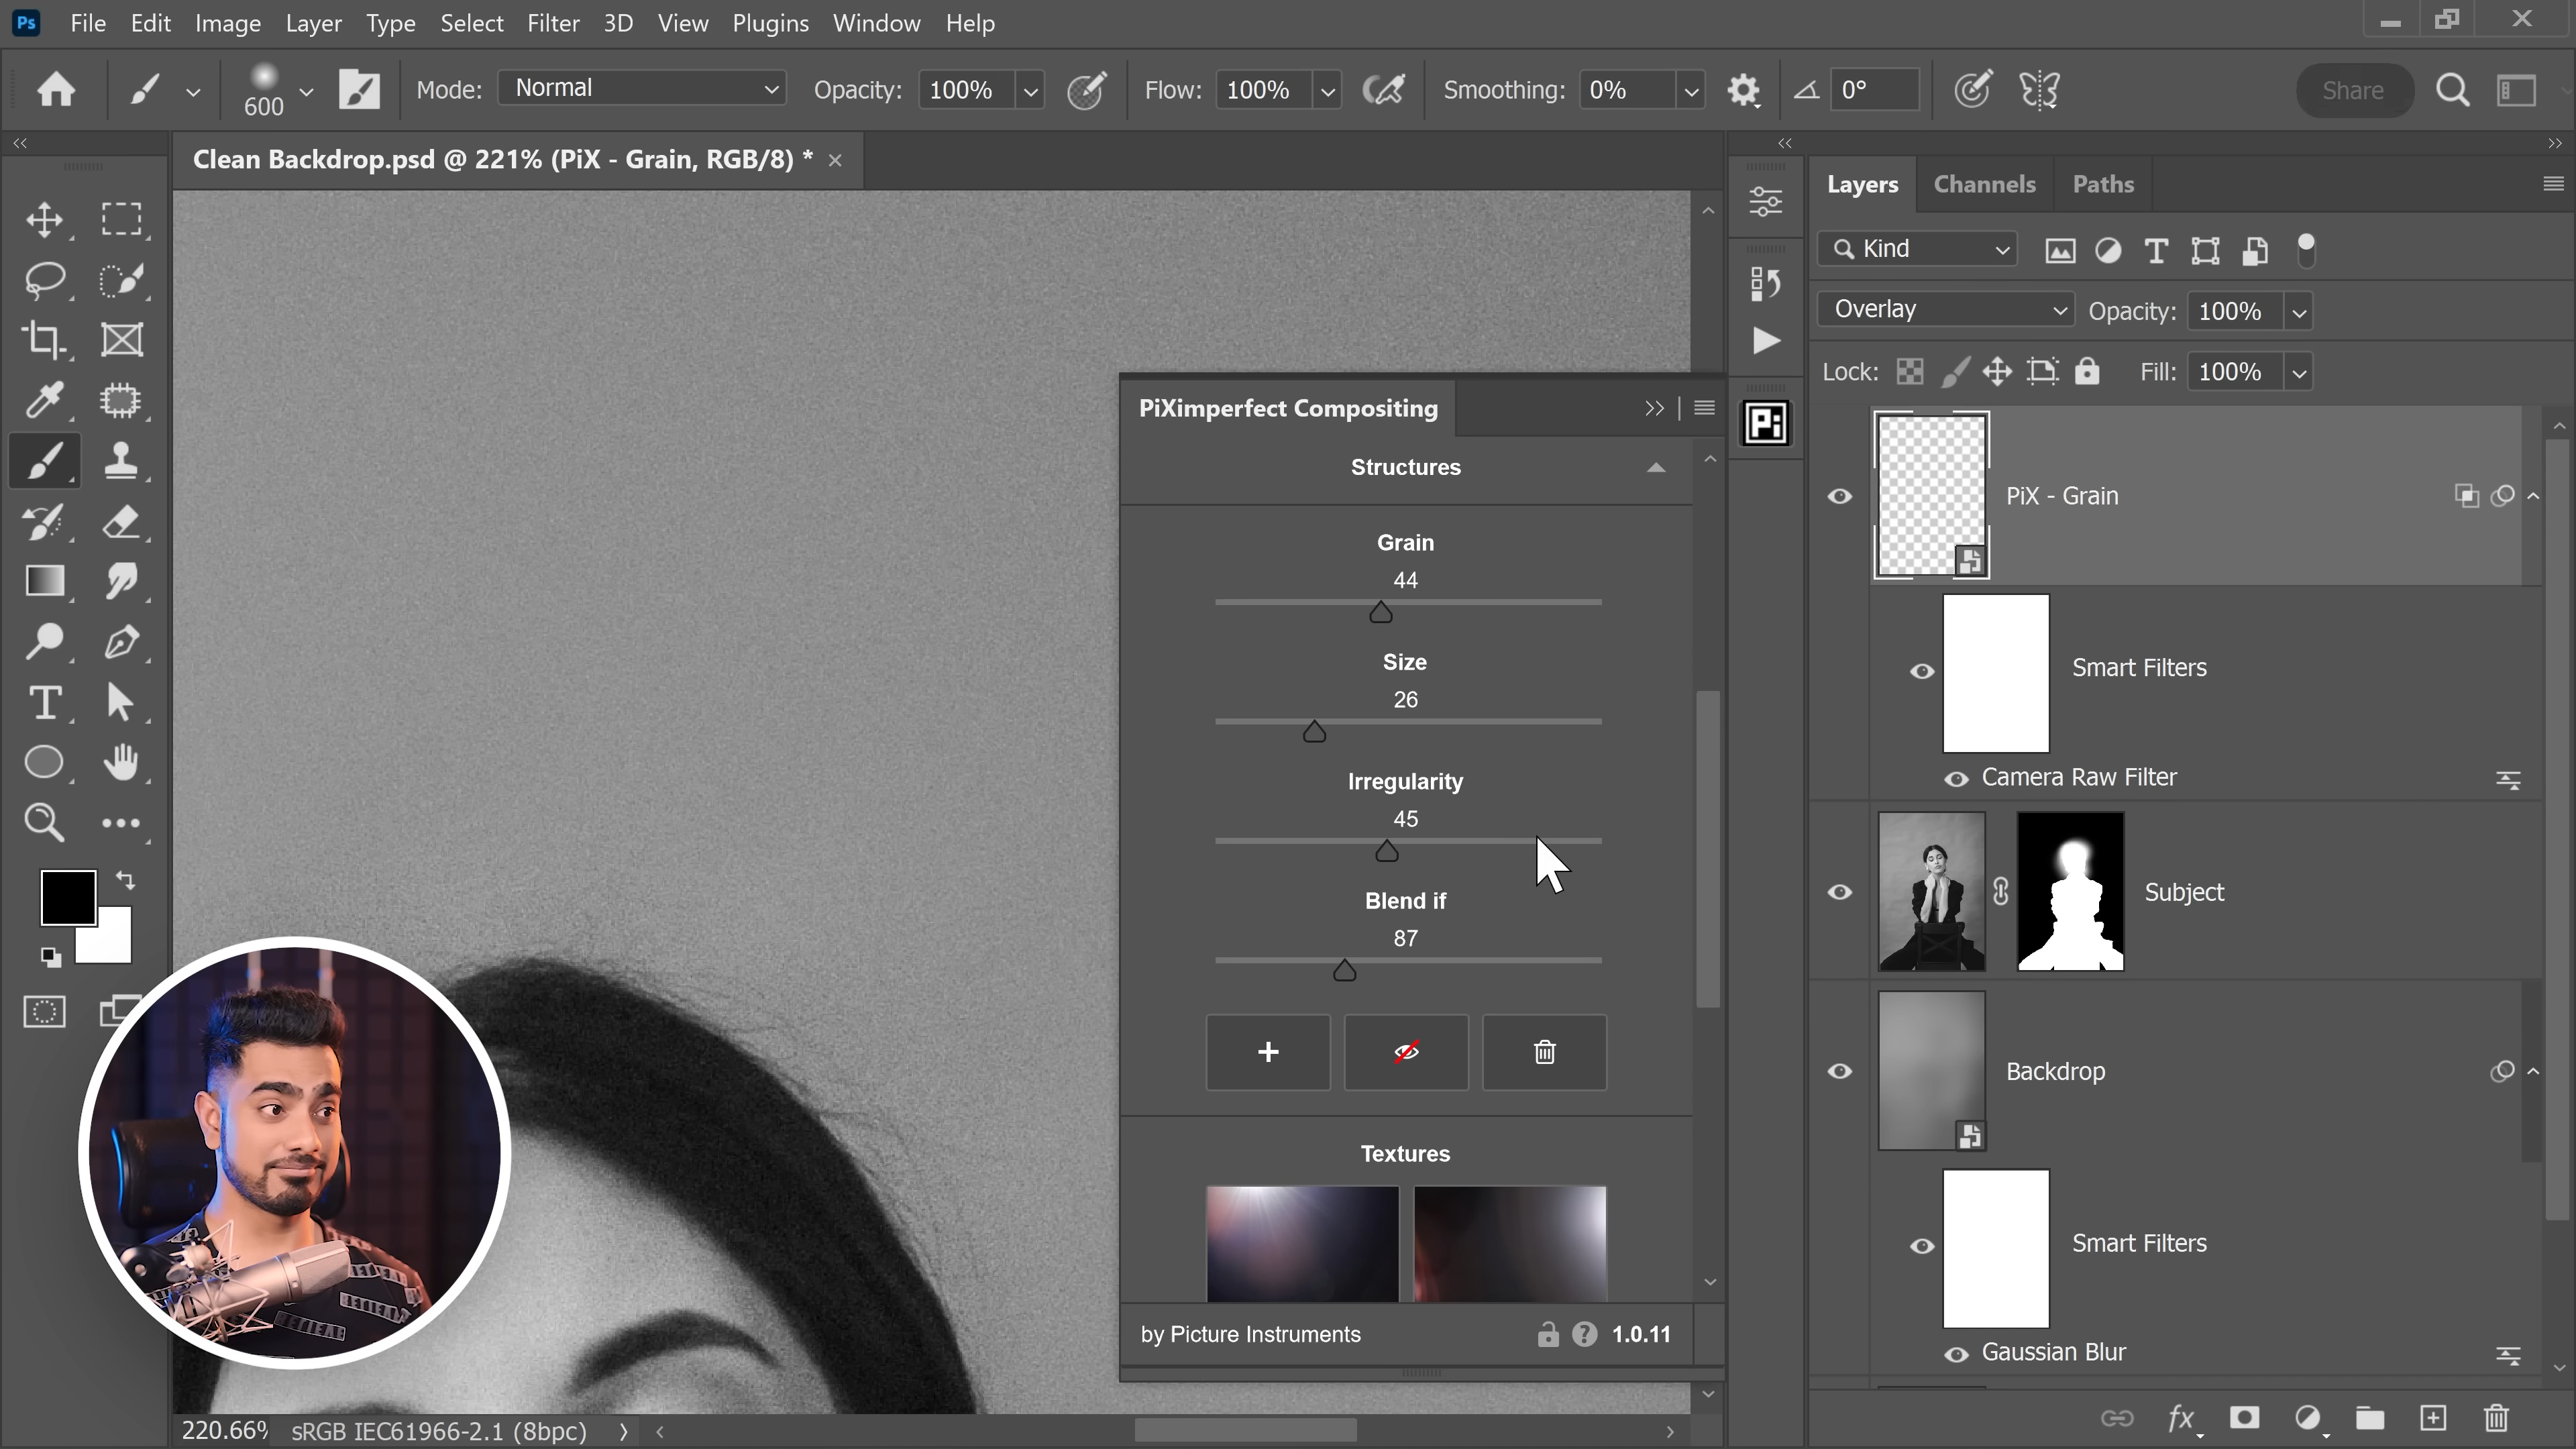 Ps File Edit Image Layer Type Select Filter 3D View Plugins Window Help
600 Mode: Normal Opacity: 100% Flow: 100% Smoothing: 0% 0° Share
Clean Backdrop.psd @ 221% (PiX - Grain, RGB/8) * ×
PiXimperfect Compositing
Structures
Grain
44
Size
26
Irregularity
45
Blend if
87
Textures
by Picture Instruments 1.0.11
220.66% sRGB IEC61966-2.1 (8bpc)
Pi
Layers Channels Paths
Kind
Overlay Opacity: 100%
Lock: Fill: 100%
PiX - Grain
Smart Filters
Camera Raw Filter
Subject
Backdrop
Smart Filters
Gaussian Blur
fx